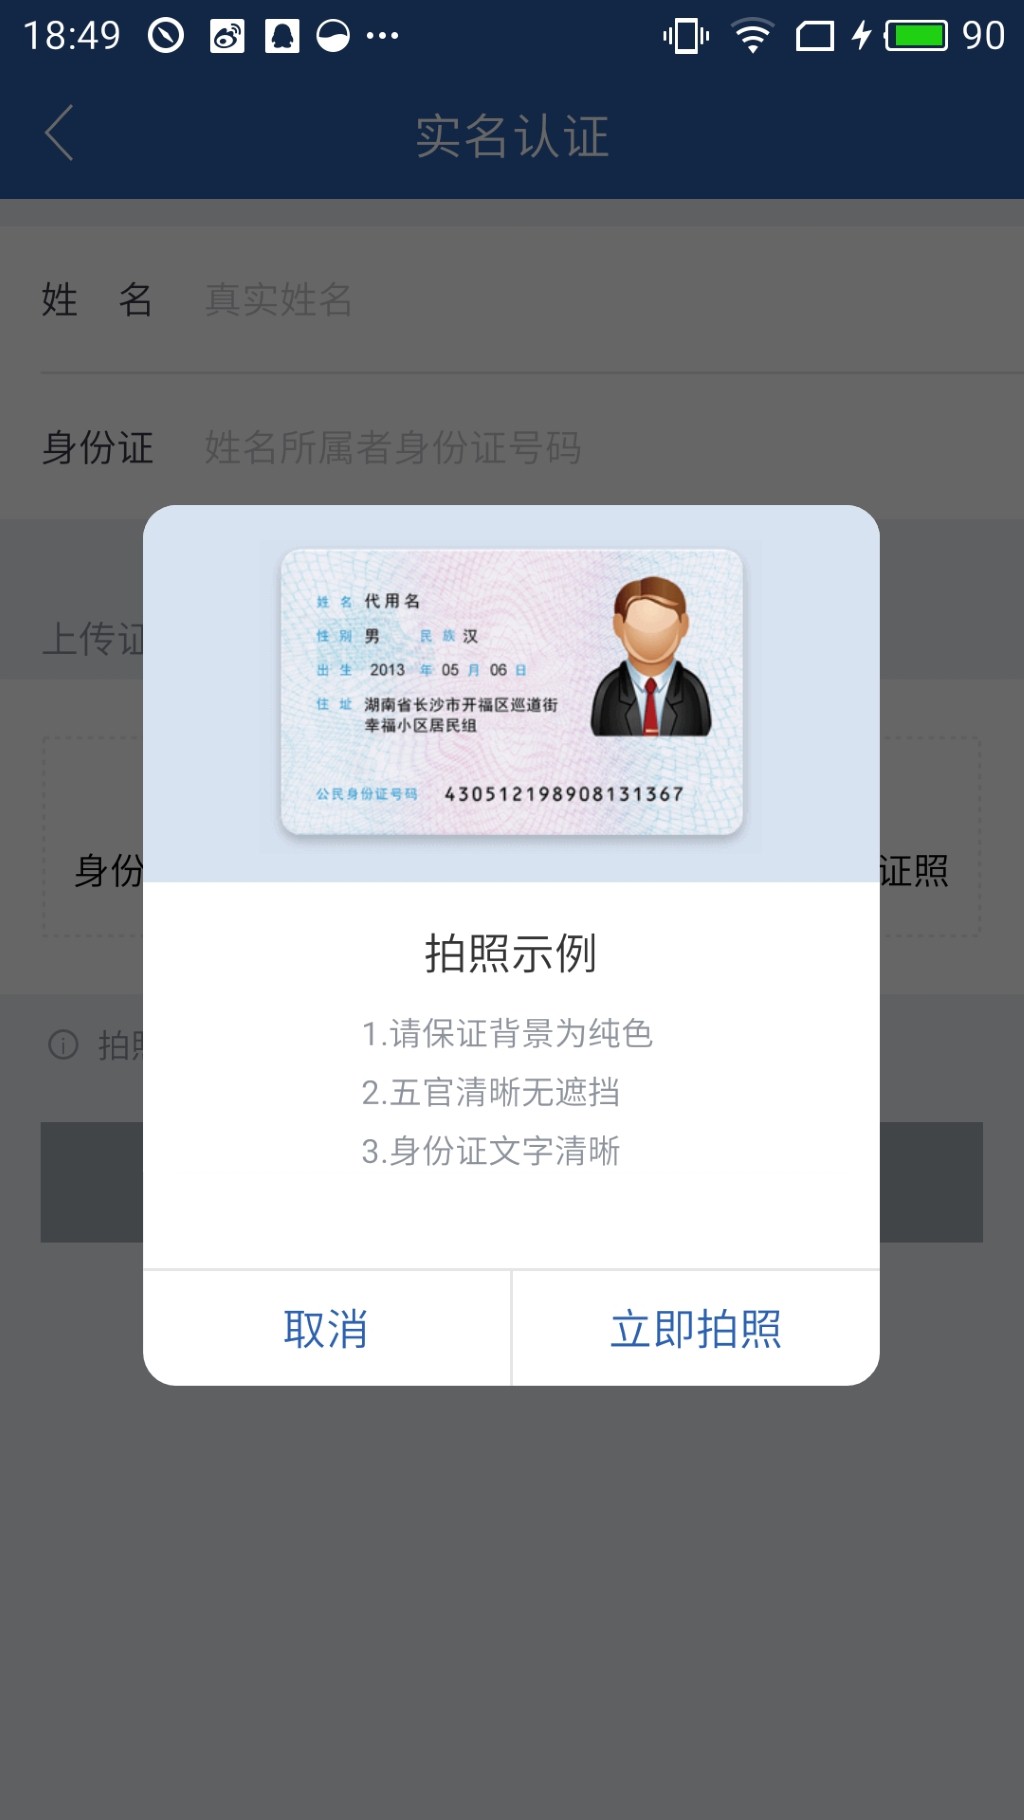 18:49 90
实名认证
姓 名 真实姓名
身份证 姓名所属者身份证号码
姓 名 代用名
性 别 男 民 族 汉
出 生 2013 年 05 月 06 日
住 址 湖南省长沙市开福区巡道街
幸福小区居民组
公民身份证号码 430512198908131367
上传证
身份 证照
拍照示例
1.请保证背景为纯色
拍照
2.五官清晰无遮挡
3.身份证文字清晰
取消 立即拍照